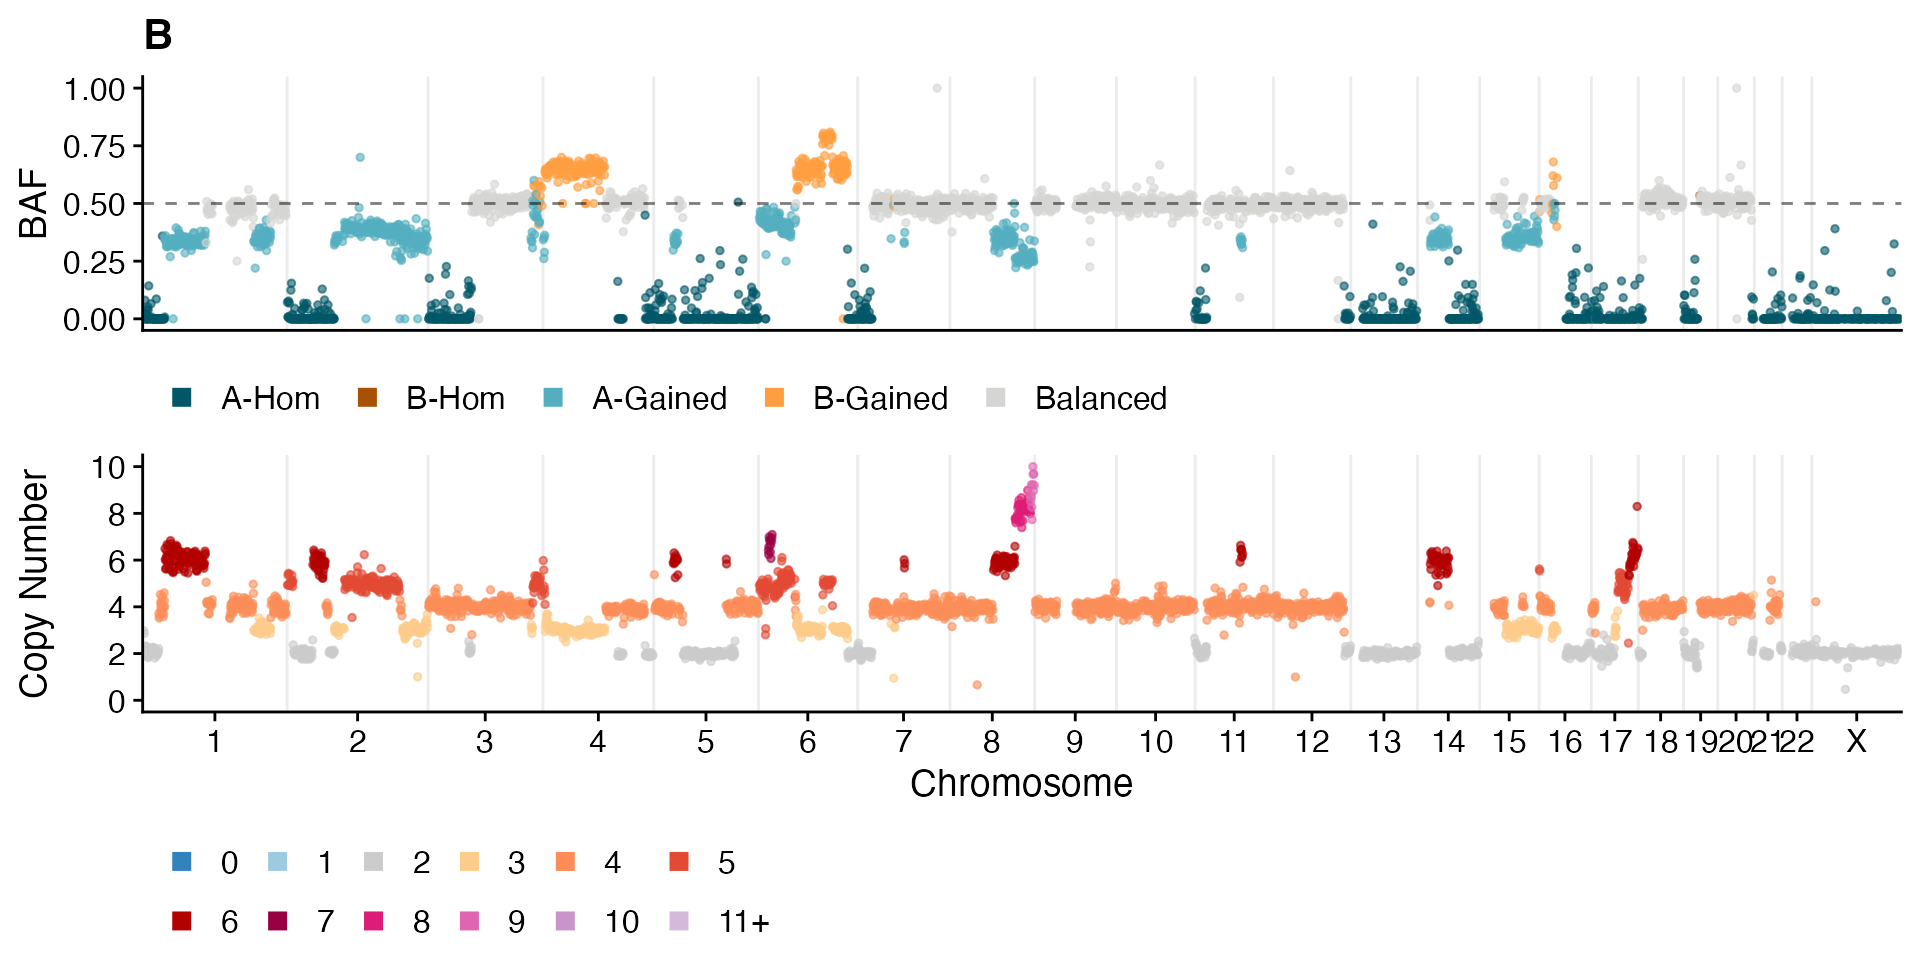 B
BAF
1.00
0.75
0.50
0.25
0.00
A-Hom B-Hom A-Gained B-Gained Balanced
Copy Number
10
8
6
4
2
0
1 2 3 4 5 6 7 8 9 10 11 12 13 14 15 16 17 18 19 20 21 22 X
Chromosome
0 1 2 3 4 5
6 7 8 9 10 11+